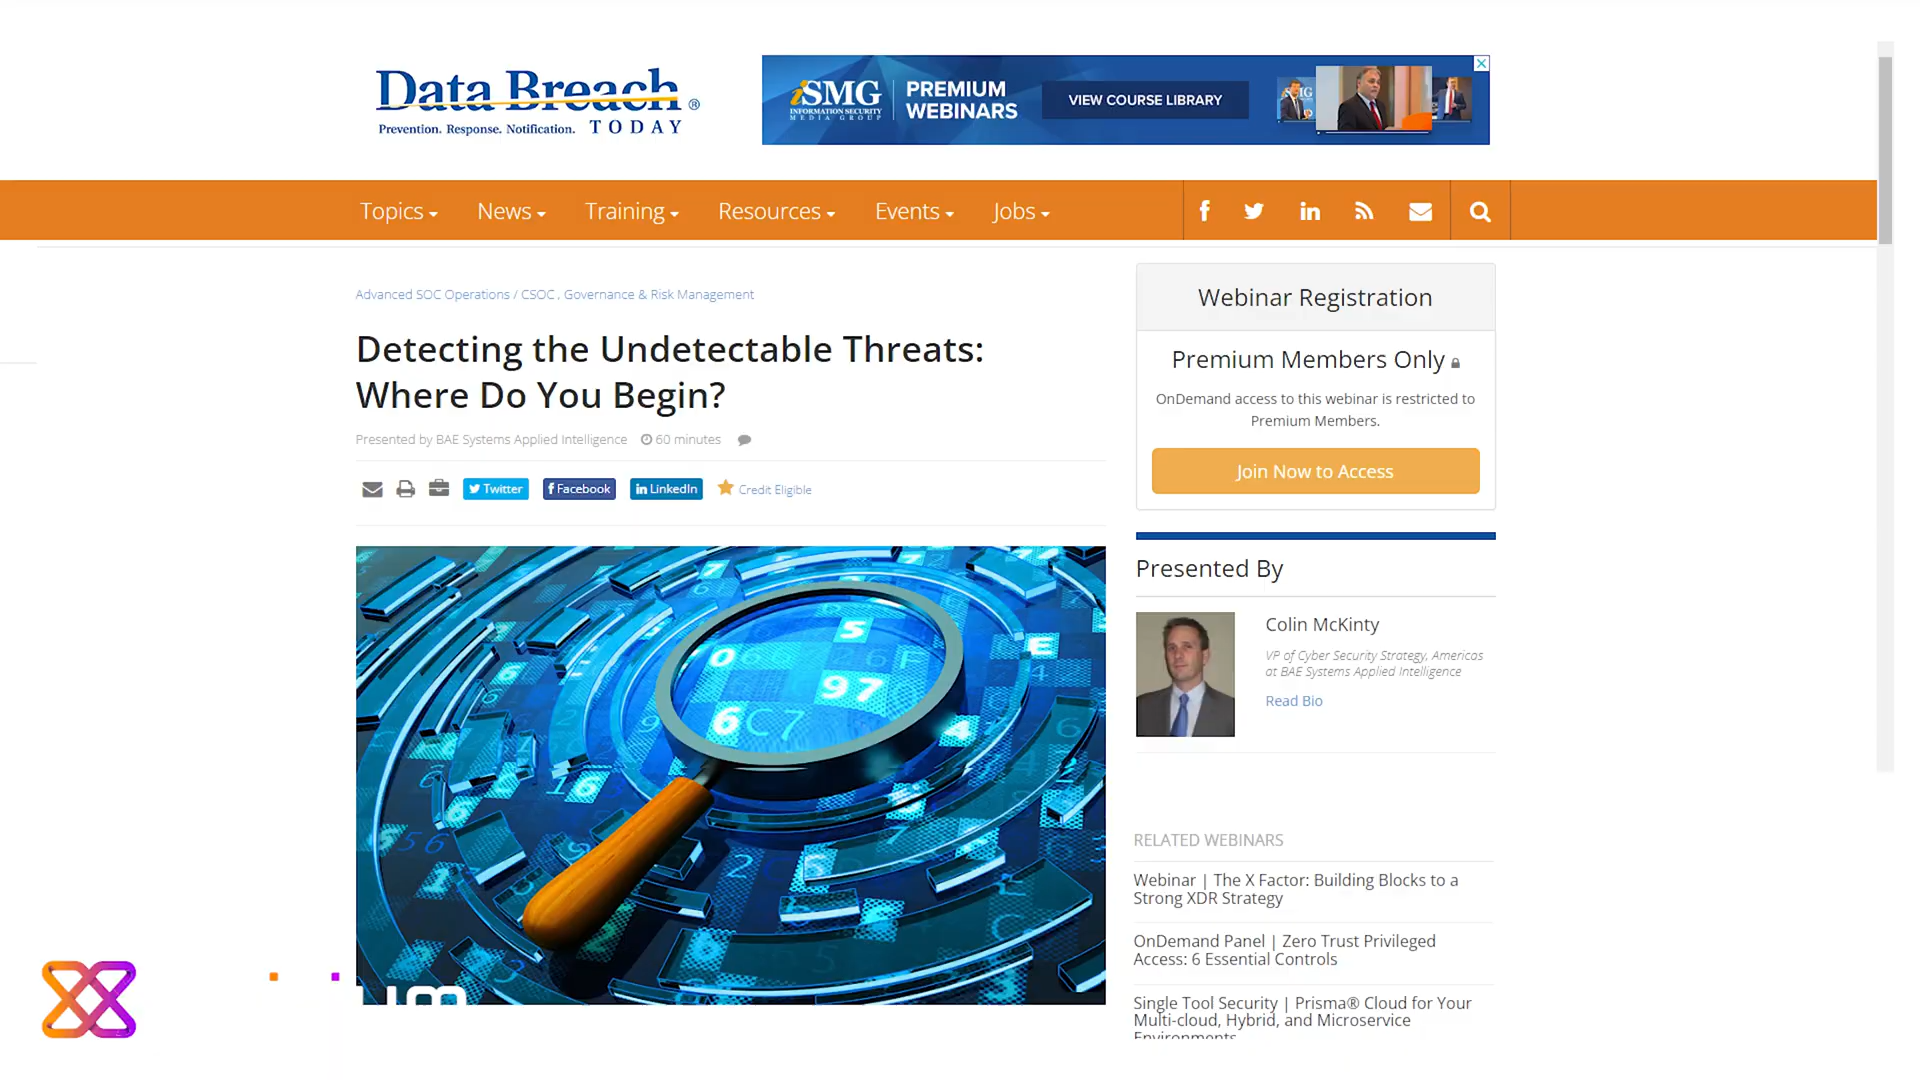 Data Breach ®
Prevention. Response. Notification. TODAY
iSMG
INFORMATION SECURITY
MEDIA GROUP
PREMIUM
WEBINARS
VIEW COURSE LIBRARY
Topics
News
Training
Resources
Events
Jobs
Advanced SOC Operations / CSOC , Governance & Risk Management
Detecting the Undetectable Threats:
Where Do You Begin?
Presented by BAE Systems Applied Intelligence 60 minutes
Twitter
Facebook
LinkedIn
Credit Eligible
5
E
97
6C7
4
16
Webinar Registration
Premium Members Only
OnDemand access to this webinar is restricted to
Premium Members.
Join Now to Access
Presented By
Colin McKinty
VP of Cyber Security Strategy, Americas
at BAE Systems Applied Intelligence
Read Bio
RELATED WEBINARS
Webinar | The X Factor: Building Blocks to a
Strong XDR Strategy
OnDemand Panel | Zero Trust Privileged
Access: 6 Essential Controls
Single Tool Security | Prisma® Cloud for Your
Multi-cloud, Hybrid, and Microservice
Environments